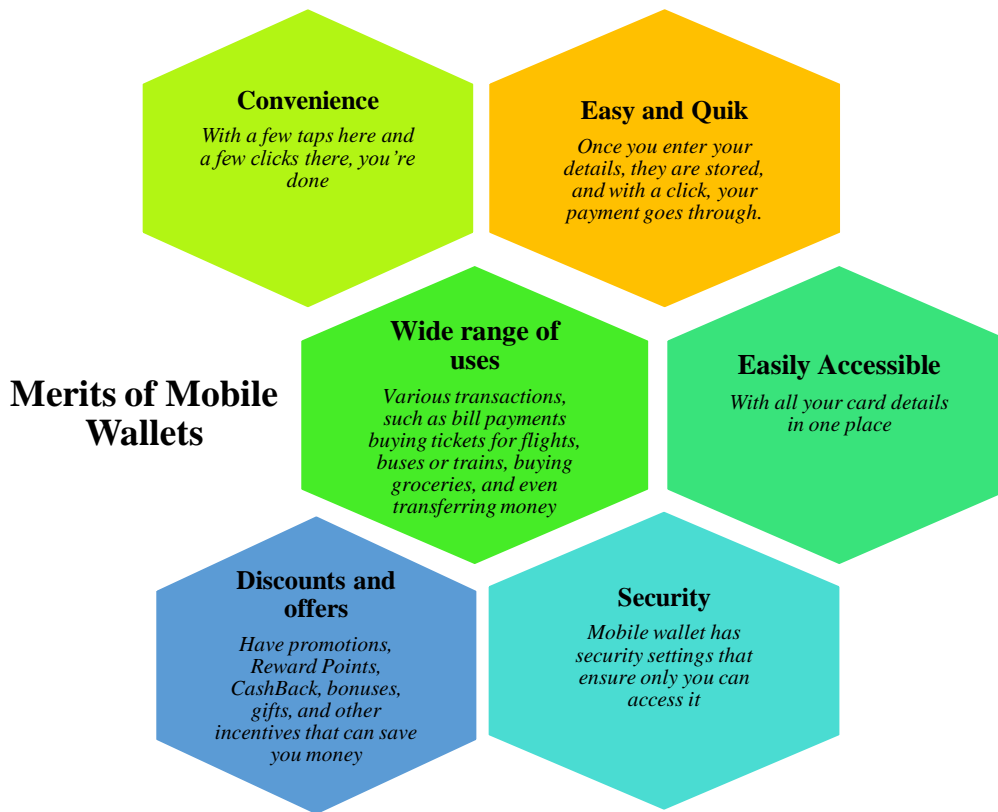 Merits of Mobile
Wallets
Convenience
With a few taps here and
a few clicks there, you’re
done
Easy and Quik
Once you enter your
details, they are stored,
and with a click, your
payment goes through.
Wide range of
uses
Various transactions,
such as bill payments
buying tickets for flights,
buses or trains, buying
groceries, and even
transferring money
Easily Accessible
With all your card details
in one place
Discounts and
offers
Have promotions,
Reward Points,
CashBack, bonuses,
gifts, and other
incentives that can save
you money
Security
Mobile wallet has
security settings that
ensure only you can
access it